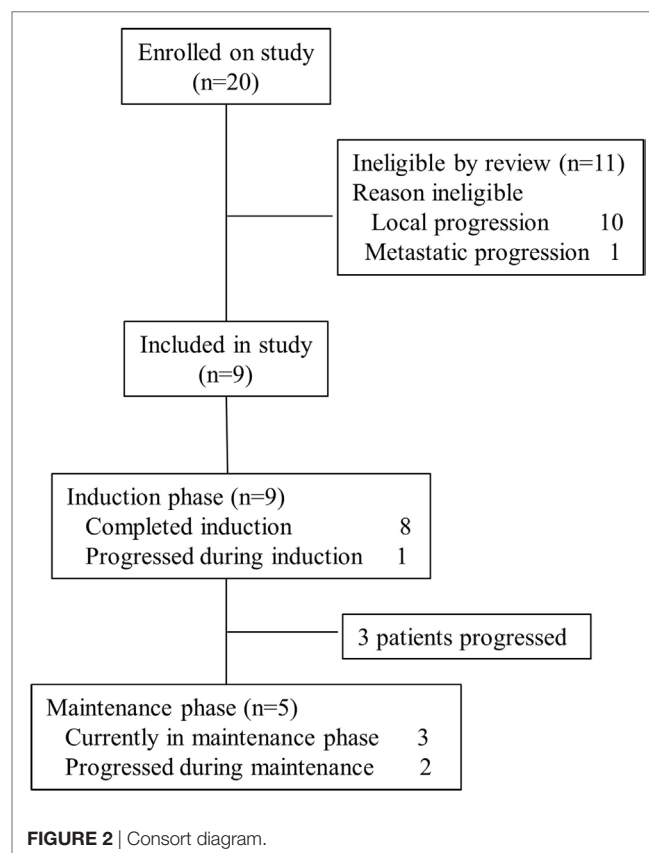 Enrolled on study
(n=20)
Ineligible by review (n=11)
Reason ineligible
Local progression 10
Metastatic progression 1
Included in study
(n=9)
Induction phase (n=9)
Completed induction 8
Progressed during induction 1
3 patients progressed
Maintenance phase (n=5)
Currently in maintenance phase 3
Progressed during maintenance 2
FIGURE 2 | Consort diagram.